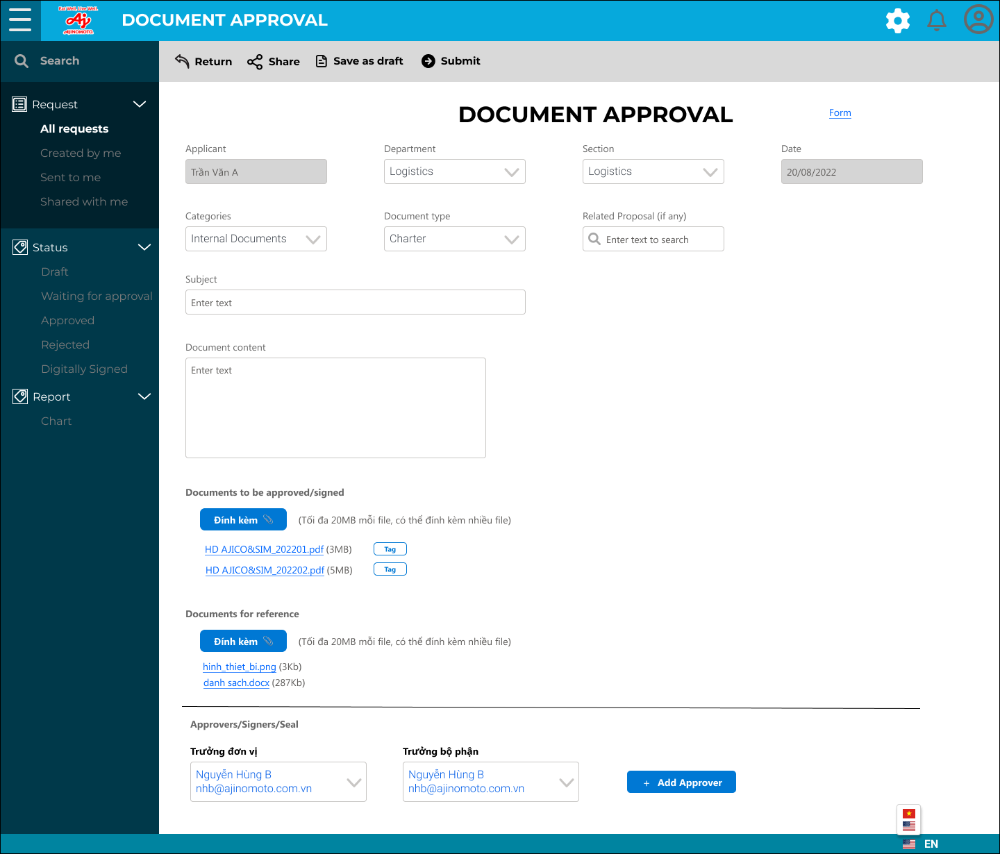 Eat Well, Live Well.
Aj
AJINOMOTO
DOCUMENT APPROVAL
Search
Return
Share
Save as draft
Submit
Request
All requests
Created by me
Sent to me
Shared with me
Status
Draft
Waiting for approval
Approved
Rejected
Digitally Signed
Report
Chart
DOCUMENT APPROVAL
Form
Applicant
Department
Section
Date
Trần Văn A
Logistics
Logistics
20/08/2022
Categories
Document type
Related Proposal (if any)
Internal Documents
Charter
Enter text to search
Subject
Enter text
Document content
Enter text
Documents to be approved/signed
Đính kèm
(Tối đa 20MB mỗi file, có thể đính kèm nhiều file)
HD AJICO&SIM_202201.pdf (3MB)
Tag
HD AJICO&SIM_202202.pdf (5MB)
Tag
Documents for reference
Đính kèm
(Tối đa 20MB mỗi file, có thể đính kèm nhiều file)
hinh_thiet_bi.png (3Kb)
danh sach.docx (287Kb)
Approvers/Signers/Seal
Trưởng đơn vị
Trưởng bộ phận
Nguyễn Hùng B
nhb@ajinomoto.com.vn
Nguyễn Hùng B
nhb@ajinomoto.com.vn
+ Add Approver
EN